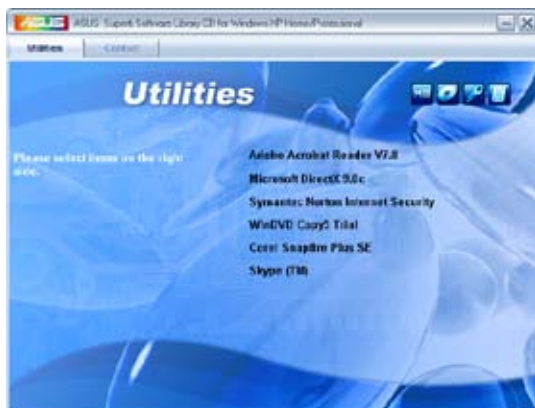 ASUS Superb Software Library CD for Windows XP Home/Professional
Utilities
Contact
Utilities
Please select items on the right
side.
Adobe Acrobat Reader V7.0
Microsoft DirectX 9.0c
Symantec Norton Internet Security
WinDVD Copy5 Trial
Corel Snapfire Plus SE
Skype (TM)